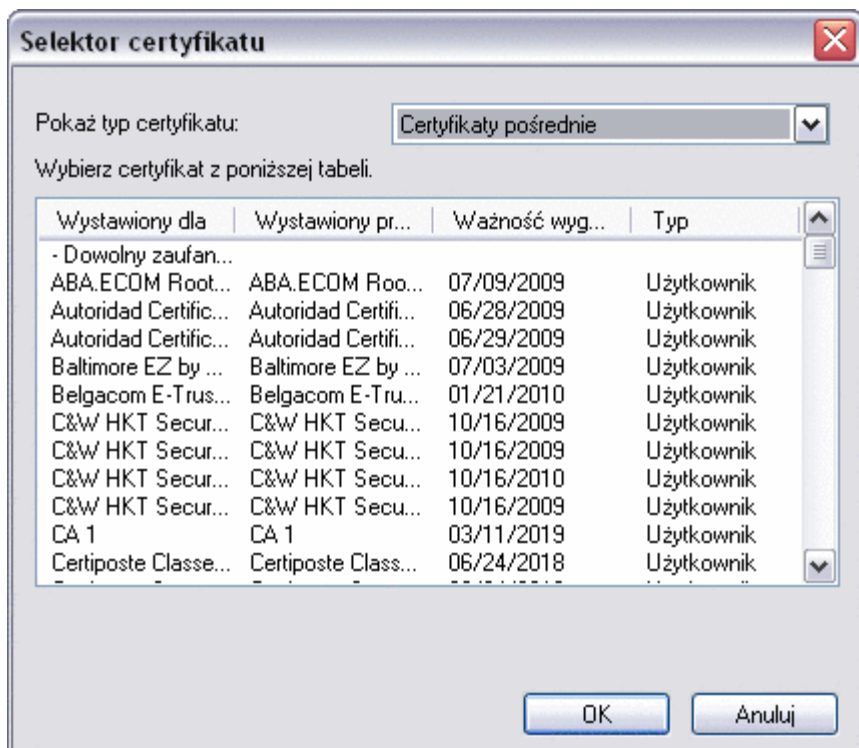 Selektor certyfikatu
Pokaż typ certyfikatu: Certyfikaty pośrednie
Wybierz certyfikat z poniższej tabeli.
Wystawiony dla Wystawiony pr... Ważność wyg... Typ
- Dowolny zaufan...
ABA.ECOM Root... ABA.ECOM Roo... 07/09/2009 Użytkownik
Autoridad Certific... Autoridad Certifi... 06/28/2009 Użytkownik
Autoridad Certific... Autoridad Certifi... 06/29/2009 Użytkownik
Baltimore EZ by ... Baltimore EZ by ... 07/03/2009 Użytkownik
Belgacom E-Trus... Belgacom E-Tru... 01/21/2010 Użytkownik
C&W HKT Secur... C&W HKT Secu... 10/16/2009 Użytkownik
C&W HKT Secur... C&W HKT Secu... 10/16/2009 Użytkownik
C&W HKT Secur... C&W HKT Secu... 10/16/2010 Użytkownik
C&W HKT Secur... C&W HKT Secu... 10/16/2009 Użytkownik
CA 1 CA 1 03/11/2019 Użytkownik
Certiposte Classe... Certiposte Class... 06/24/2018 Użytkownik
OK Anuluj